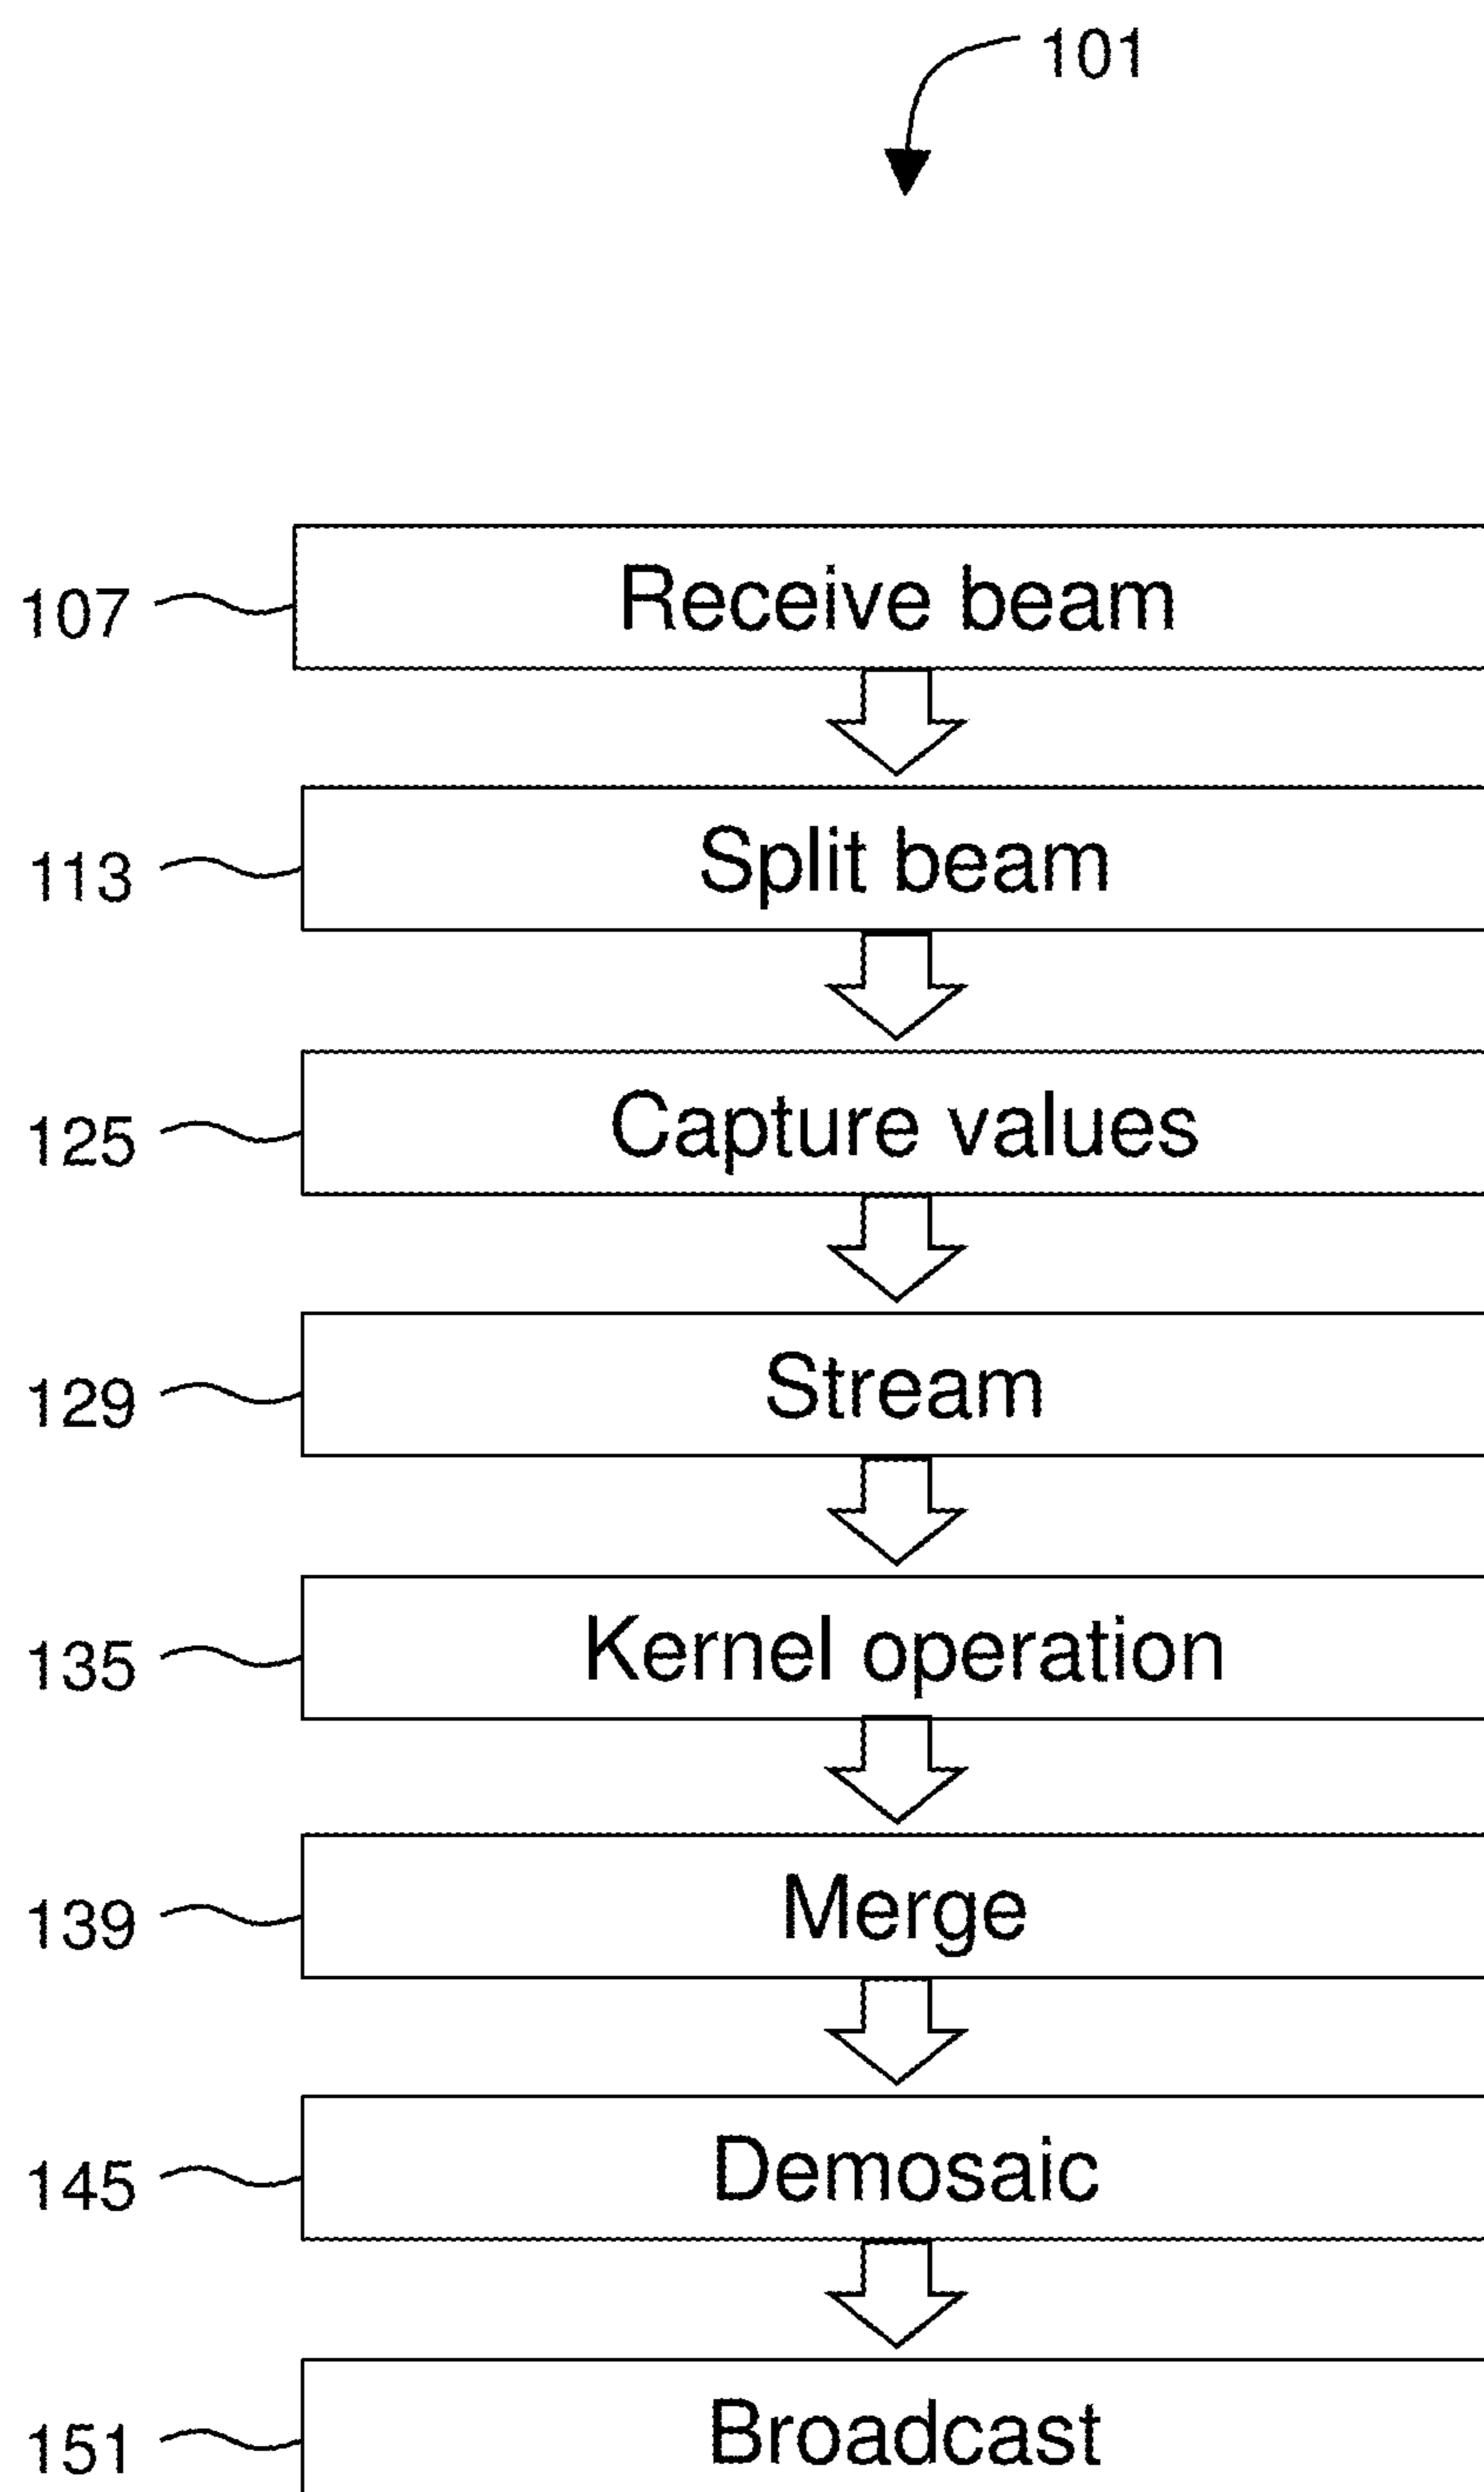 101
107 Receive beam
113 Split beam
125 Capture values
129 Stream
135 Kernel operation
139 Merge
145 Demosaic
151 Broadcast